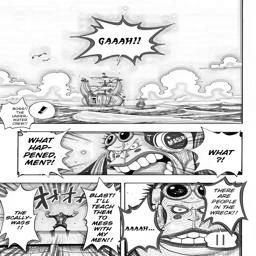 GAAAH!!
BOSS!!
THE
UNDER-
WATER
CREW!!
!
WHAT
?!
WHAT
HAP-
PENED,
MEN?!
THERE
ARE
PEOPLE
IN THE
WRECK!!
AAAHH...
!!
BLAST!
I'LL
TEACH
THEM
TO MESS
WITH
MY
MEN!!
THE
SCALLY-
WAGS
!!